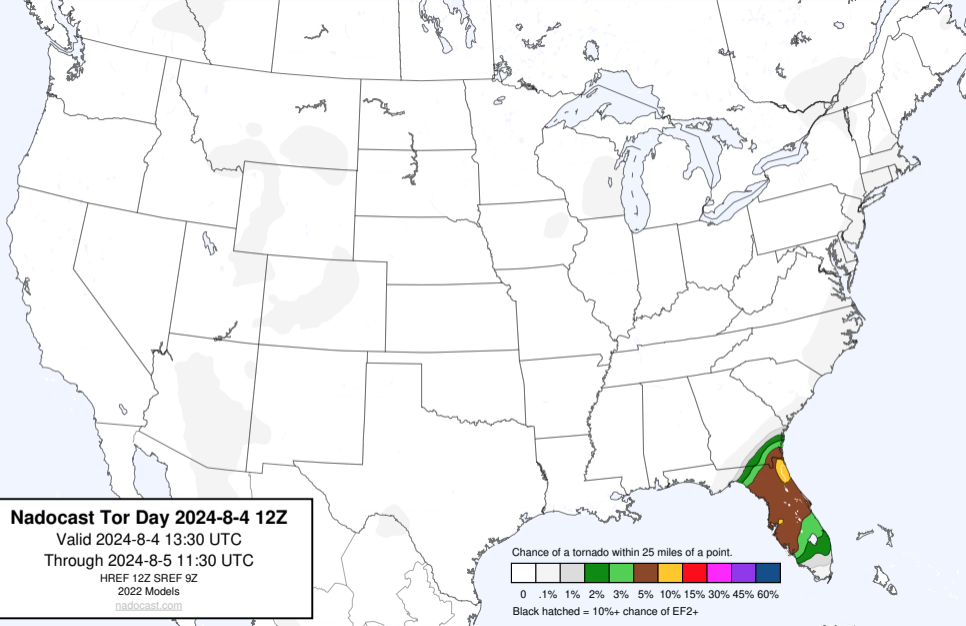 Nadocast Tor Day 2024-8-4 12Z
Valid 2024-8-4 13:30 UTC
Through 2024-8-5 11:30 UTC
HREF 12Z SREF 9Z
2022 Models
nadocast.com
Chance of a tornado within 25 miles of a point.
0 .1% 1% 2% 3% 5% 10% 15% 30% 45% 60%
Black hatched = 10%+ chance of EF2+